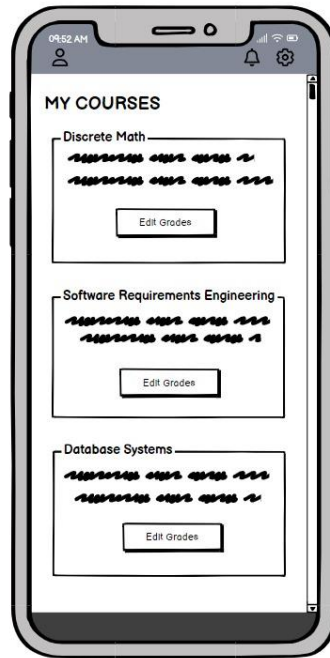 09:52 AM
MY COURSES
Discrete Math
Edit Grades
Software Requirements Engineering
Edit Grades
Database Systems
Edit Grades